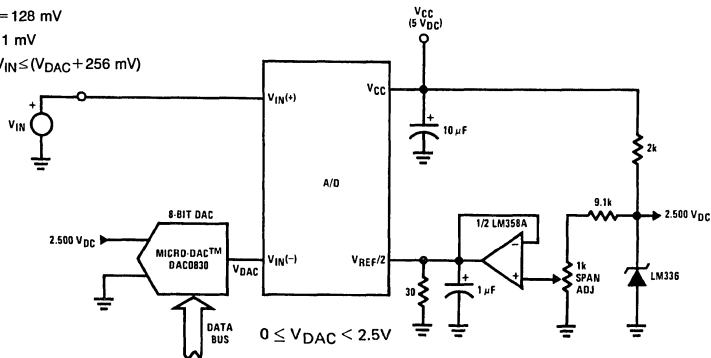 = 128 mV
1 mV
V_IN ≤ (V_DAC + 256 mV)
V_CC
(5 V_DC)
V_IN(+)
V_CC
+
V_IN
+
10 µF
2k
A/D
8-BIT DAC
9.1k
2.500 V_DC
1/2 LM358A
2.500 V_DC
MICRO-DAC™
DAC0830
V_IN(−)
V_DAC
V_REF/2
−
+
30
+
1 µF
1k
SPAN
ADJ
LM336
DATA
BUS
0 ≤ V_DAC < 2.5V